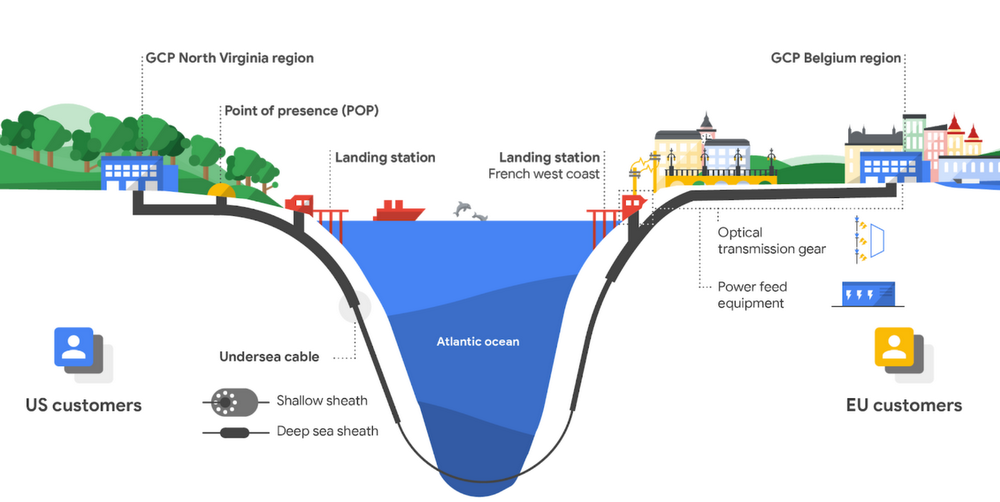 GCP North Virginia region
GCP Belgium region
Point of presence (POP)
Landing station
Landing station
French west coast
Optical
transmission gear
Power feed
equipment
Atlantic ocean
Undersea cable
Shallow sheath
Deep sea sheath
US customers
EU customers